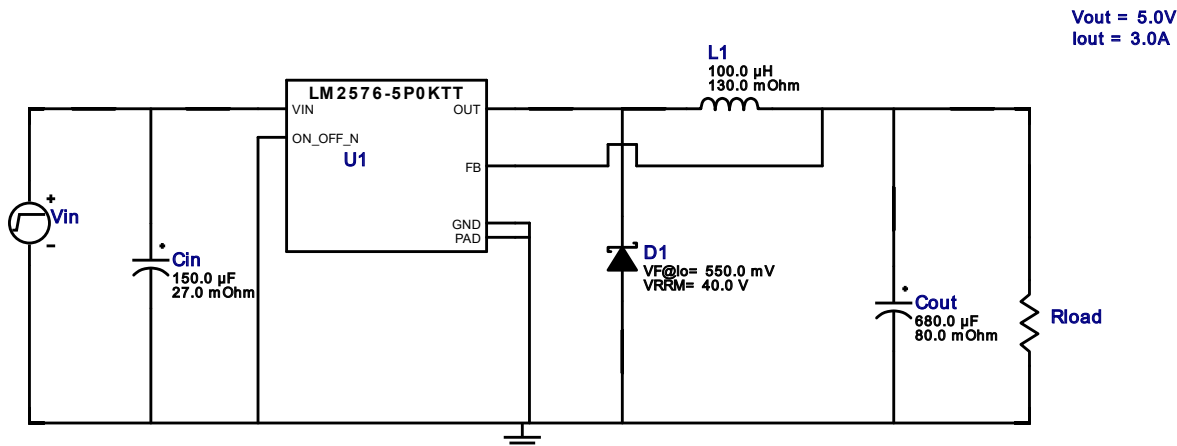 Vout = 5.0V
Iout = 3.0A
L1
100.0 µH
130.0 mOhm
LM2576-5P0KTT
VIN
OUT
ON_OFF_N
U1
FB
GND
PAD
+
Vin
-
+
Cin
150.0 µF
27.0 mOhm
D1
VF@Io= 550.0 mV
VRRM= 40.0 V
+
Cout
680.0 µF
80.0 mOhm
Rload